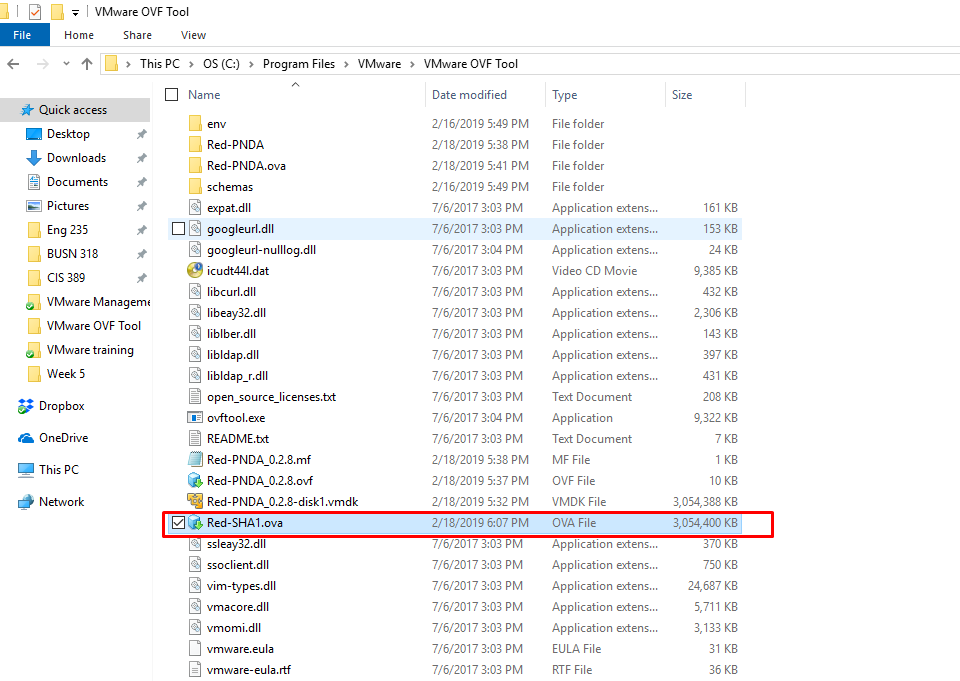 VMware OVF Tool
File Home Share View
This PC OS (C:) Program Files VMware VMware OVF Tool
Quick access
Desktop
Downloads
Documents
Pictures
Eng 235
BUSN 318
CIS 389
VMware Manageme
VMware OVF Tool
VMware training
Week 5
Dropbox
OneDrive
This PC
Network
Name Date modified Type Size
env 2/16/2019 5:49 PM File folder
Red-PNDA 2/18/2019 5:38 PM File folder
Red-PNDA.ova 2/18/2019 5:41 PM File folder
schemas 2/16/2019 5:49 PM File folder
expat.dll 7/6/2017 3:03 PM Application extens... 161 KB
googleurl.dll 7/6/2017 3:03 PM Application extens... 153 KB
googleurl-nulllog.dll 7/6/2017 3:04 PM Application extens... 24 KB
icudt44l.dat 7/6/2017 3:03 PM Video CD Movie 9,385 KB
libcurl.dll 7/6/2017 3:03 PM Application extens... 432 KB
libeay32.dll 7/6/2017 3:03 PM Application extens... 2,306 KB
liblber.dll 7/6/2017 3:03 PM Application extens... 143 KB
libldap.dll 7/6/2017 3:03 PM Application extens... 397 KB
libldap_r.dll 7/6/2017 3:03 PM Application extens... 431 KB
open_source_licenses.txt 7/6/2017 3:03 PM Text Document 208 KB
ovftool.exe 7/6/2017 3:04 PM Application 9,322 KB
README.txt 7/6/2017 3:03 PM Text Document 7 KB
Red-PNDA_0.2.8.mf 2/18/2019 5:38 PM MF File 1 KB
Red-PNDA_0.2.8.ovf 2/18/2019 5:37 PM OVF File 10 KB
Red-PNDA_0.2.8-disk1.vmdk 2/18/2019 5:32 PM VMDK File 3,054,388 KB
Red-SHA1.ova 2/18/2019 6:07 PM OVA File 3,054,400 KB
ssleay32.dll 7/6/2017 3:03 PM Application extens... 370 KB
ssoclient.dll 7/6/2017 3:03 PM Application extens... 750 KB
vim-types.dll 7/6/2017 3:03 PM Application extens... 24,687 KB
vmacore.dll 7/6/2017 3:03 PM Application extens... 5,711 KB
vmomi.dll 7/6/2017 3:03 PM Application extens... 3,133 KB
vmware.eula 7/6/2017 3:03 PM EULA File 31 KB
vmware-eula.rtf 7/6/2017 3:03 PM RTF File 36 KB